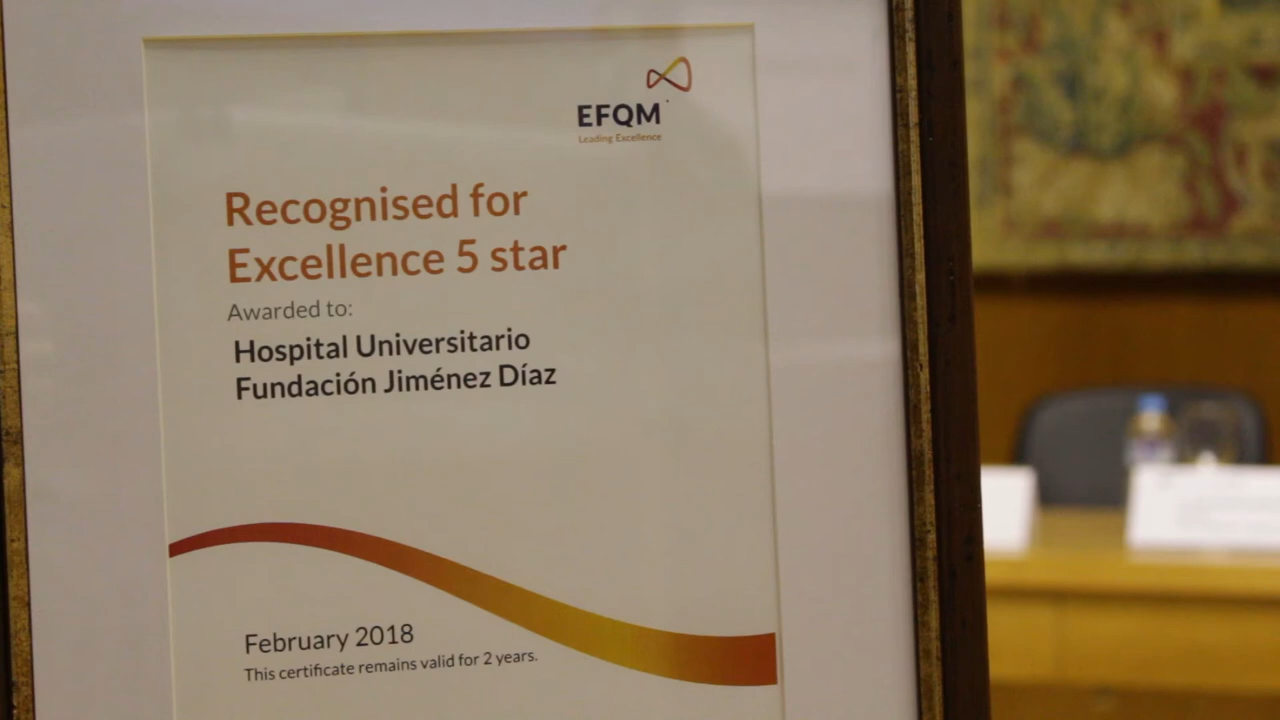 EFQM
Leading Excellence
Recognised for
Excellence 5 star
Awarded to:
Hospital Universitario
Fundación Jiménez Díaz
February 2018
This certificate remains valid for 2 years.